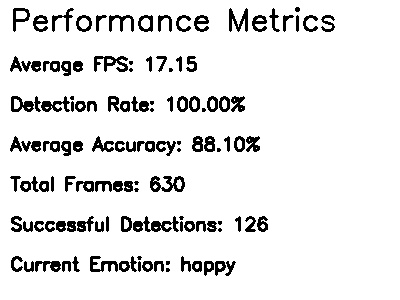 Performance Metrics
Average FPS: 17.15
Detection Rate: 100.00%
Average Accuracy: 88.10%
Total Frames: 630
Successful Detections: 126
Current Emotion: happy